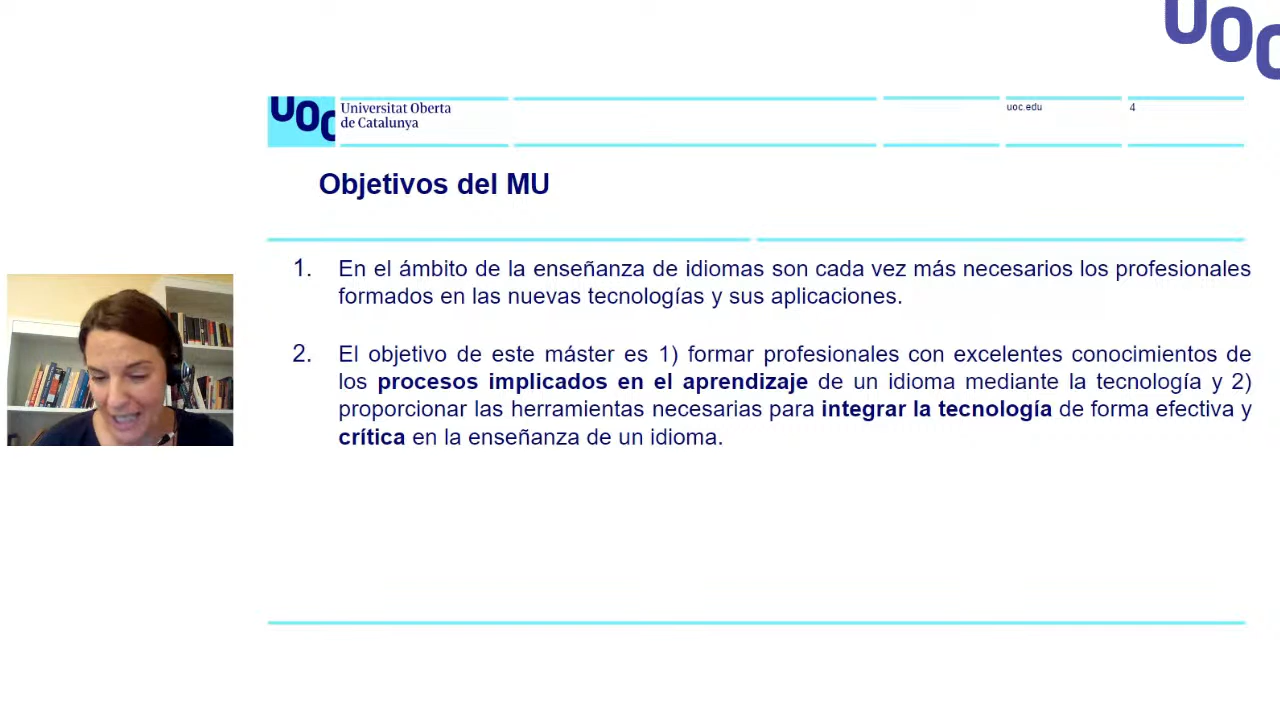 UOC
UOC
Universitat Oberta
de Catalunya
uoc.edu
4
Objetivos del MU
1. En el ámbito de la enseñanza de idiomas son cada vez más necesarios los profesionales
formados en las nuevas tecnologías y sus aplicaciones.
2. El objetivo de este máster es 1) formar profesionales con excelentes conocimientos de
los procesos implicados en el aprendizaje de un idioma mediante la tecnología y 2)
proporcionar las herramientas necesarias para integrar la tecnología de forma efectiva y
crítica en la enseñanza de un idioma.